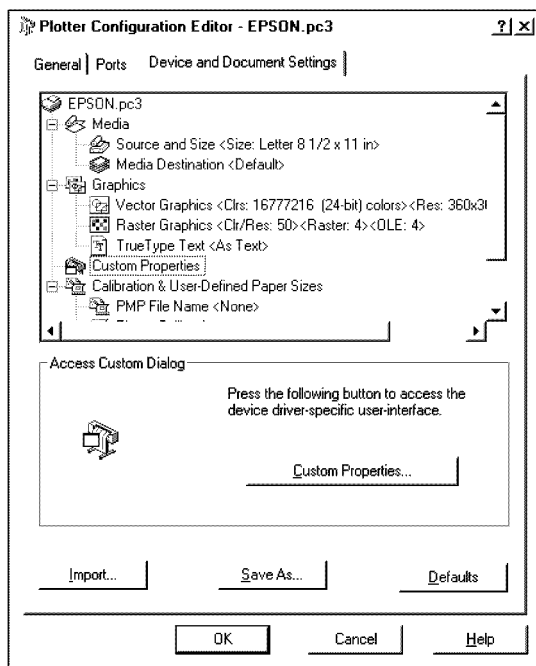 Plotter Configuration Editor - EPSON.pc3
General
Ports
Device and Document Settings
EPSON.pc3
Media
Source and Size <Size: Letter 8 1/2 x 11 in>
Media Destination <Default>
Graphics
Vector Graphics <Clrs: 16777216 (24-bit) colors><Res: 360x3
Raster Graphics <Clr/Res: 50><Raster: 4><OLE: 4>
TrueType Text <As Text>
Custom Properties
Calibration & User-Defined Paper Sizes
PMP File Name <None>
Access Custom Dialog
Press the following button to access the
device driver-specific user-interface.
Custom Properties...
Import...
Save As...
Defaults
OK
Cancel
Help